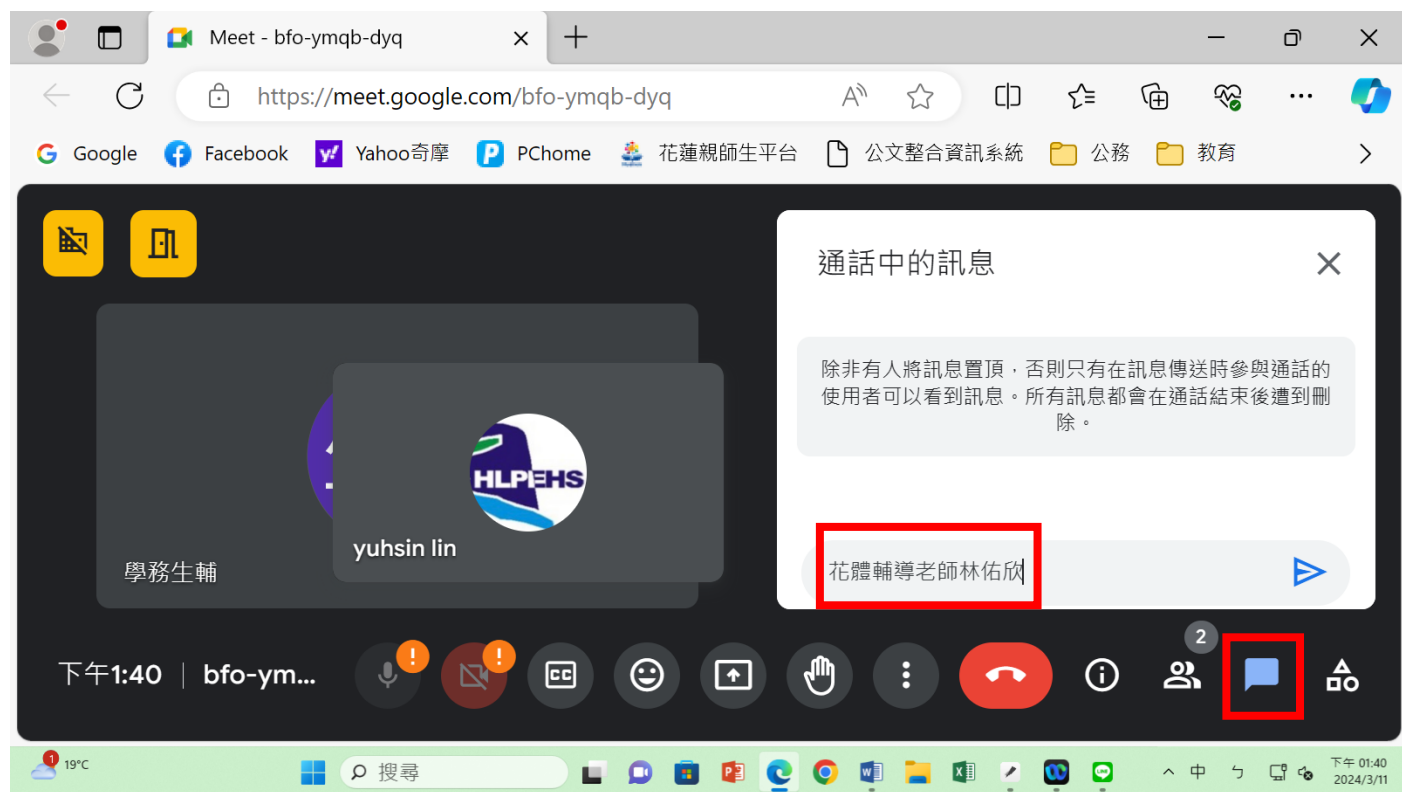 Meet - bfo-ymqb-dyq
https://meet.google.com/bfo-ymqb-dyq
Google Facebook Yahoo奇摩 PChome 花蓮親師生平台 公文整合資訊系統 公務 教育
通話中的訊息
除非有人將訊息置頂，否則只有在訊息傳送時參與通話的
使用者可以看到訊息。所有訊息都會在通話結束後遭到刪
除。
HLPEHS
yuhsin lin
學務生輔
花體輔導老師林佑欣
2
下午1:40 | bfo-ym...
CC
1
19°C
搜尋
中 ㄅ
下午 01:40
2024/3/11